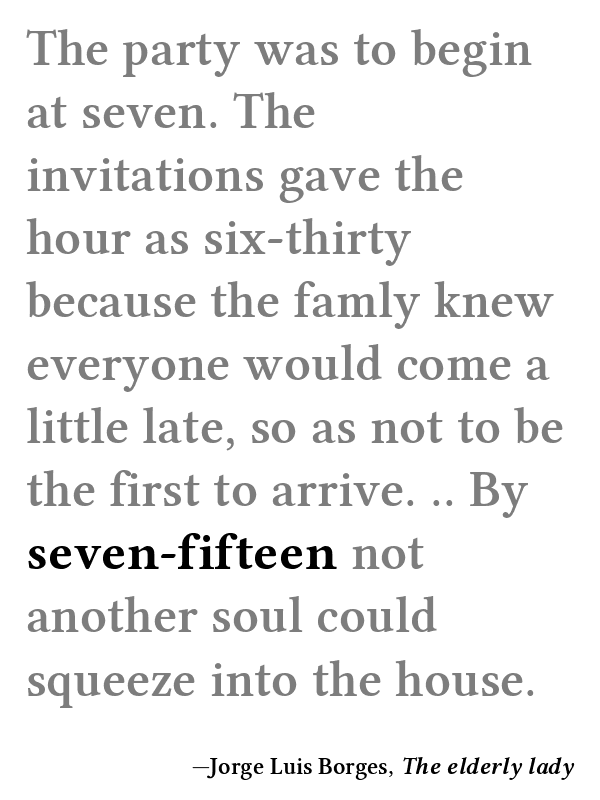 The party was to begin
at seven. The
invitations gave the
hour as six-thirty
because the famly knew
everyone would come a
little late, so as not to be
the first to arrive. .. By
seven-fifteen not
another soul could
squeeze into the house.
—Jorge Luis Borges, The elderly lady